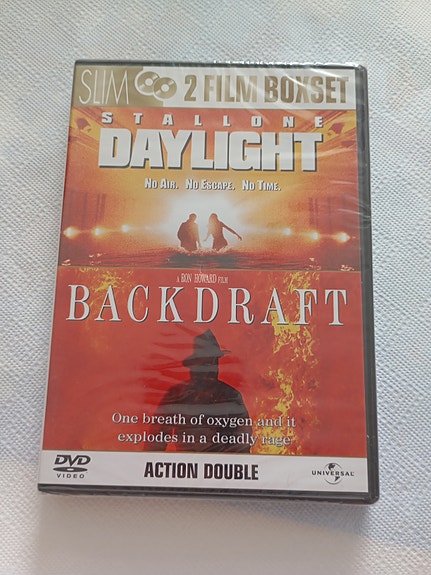 SLIM 2 FILM BOXSET
STALLONE
DAYLIGHT
NO AIR. NO ESCAPE. NO TIME.
A RON HOWARD FILM
BACKDRAFT
One breath of oxygen and it
explodes in a deadly rage.
DVD
VIDEO
ACTION DOUBLE
UNIVERSAL